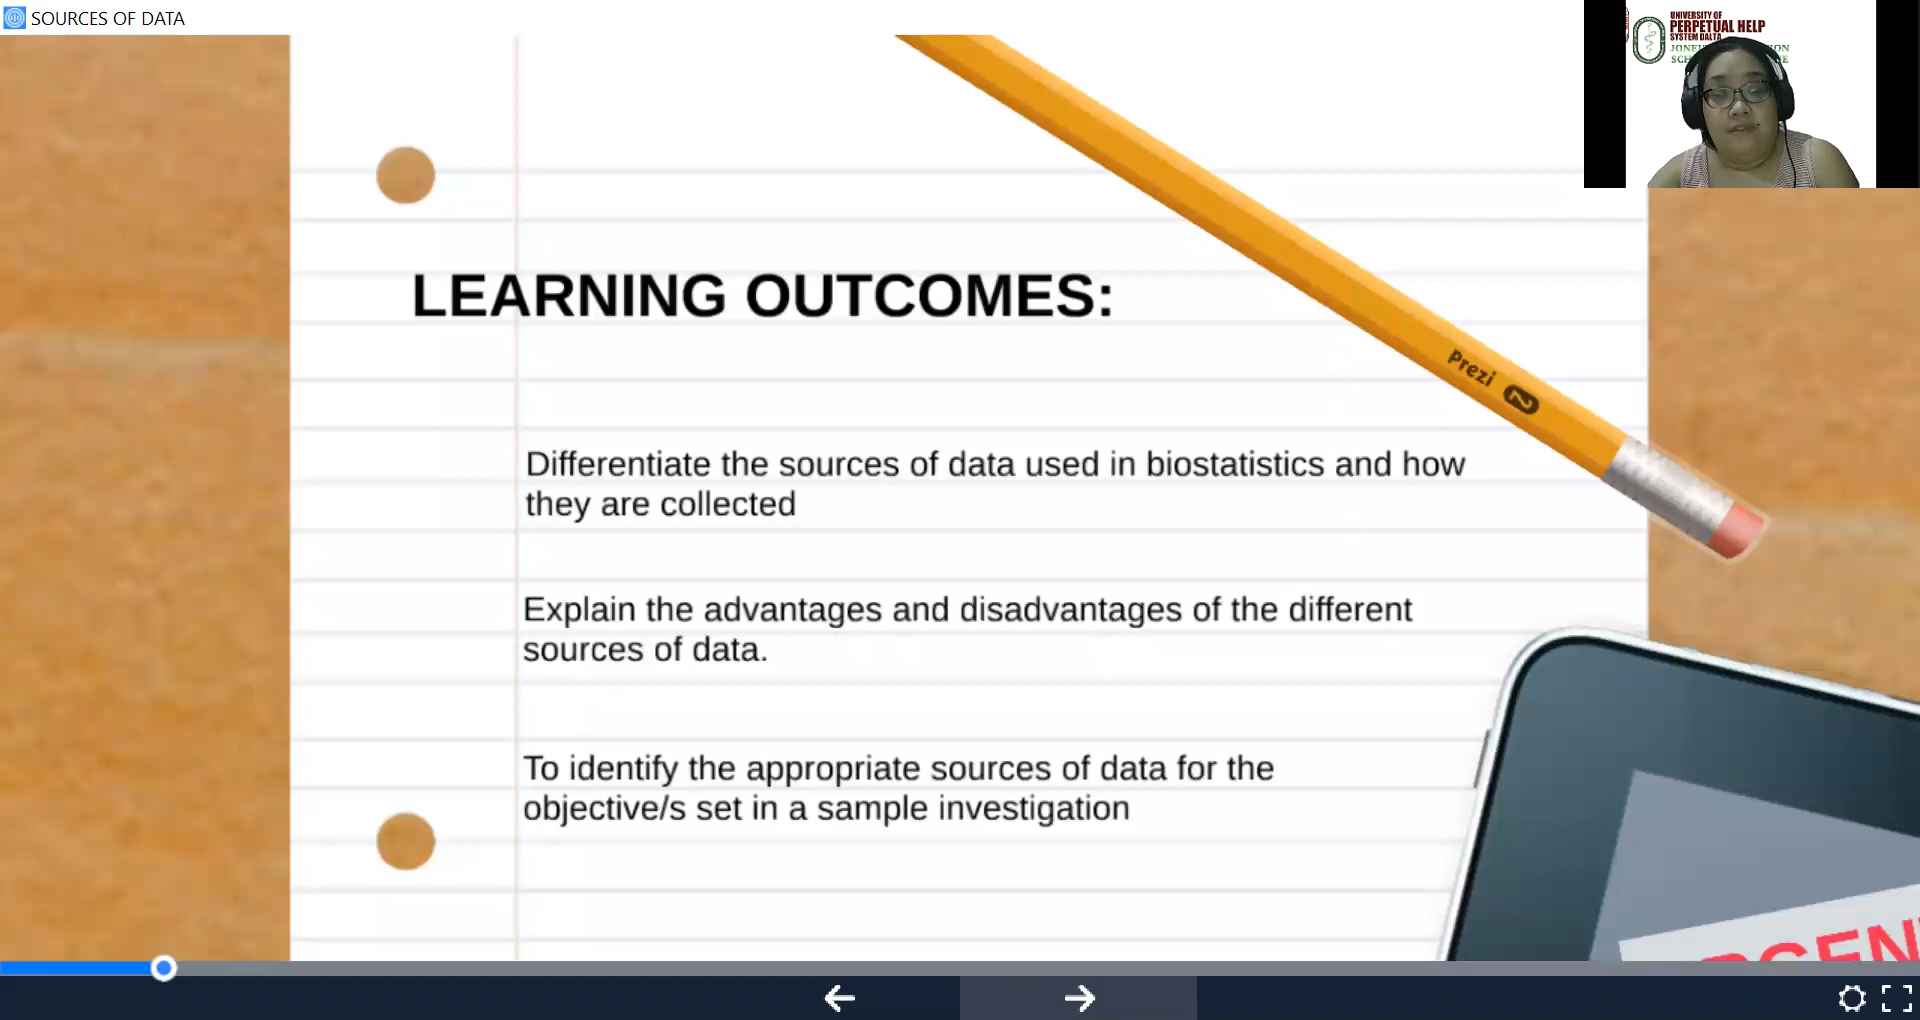 SOURCES OF DATA
UNIVERSITY OF
PERPETUAL HELP
SYSTEM DALTA
LEARNING OUTCOMES:
Prezi
Differentiate the sources of data used in biostatistics and how
they are collected
Explain the advantages and disadvantages of the different
sources of data.
To identify the appropriate sources of data for the
objective/s set in a sample investigation